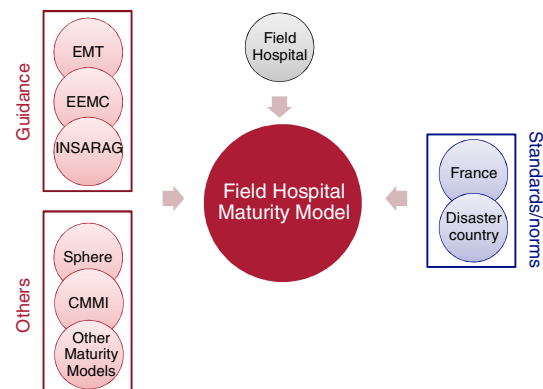 Guidance
EMT
EEMC
INSARAG
Others
Sphere
CMMI
Other
Maturity
Models
Field
Hospital
Field Hospital
Maturity Model
France
Disaster
country
Standards/norms